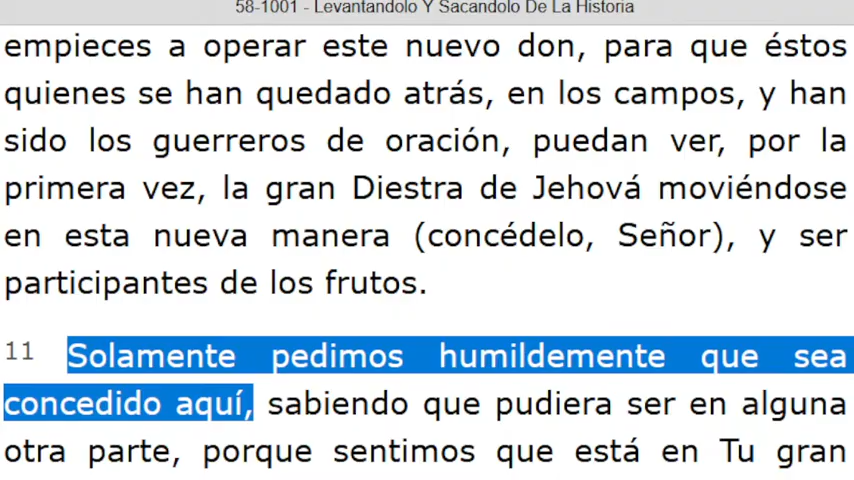 58-1001 - Levantandolo Y Sacandolo De La Historia
empieces a operar este nuevo don, para que éstos
quienes se han quedado atrás, en los campos, y han
sido los guerreros de oración, puedan ver, por la
primera vez, la gran Diestra de Jehová moviéndose
en esta nueva manera (concédelo, Señor), y ser
participantes de los frutos.
11 Solamente pedimos humildemente que sea
concedido aquí, sabiendo que pudiera ser en alguna
otra parte, porque sentimos que está en Tu gran